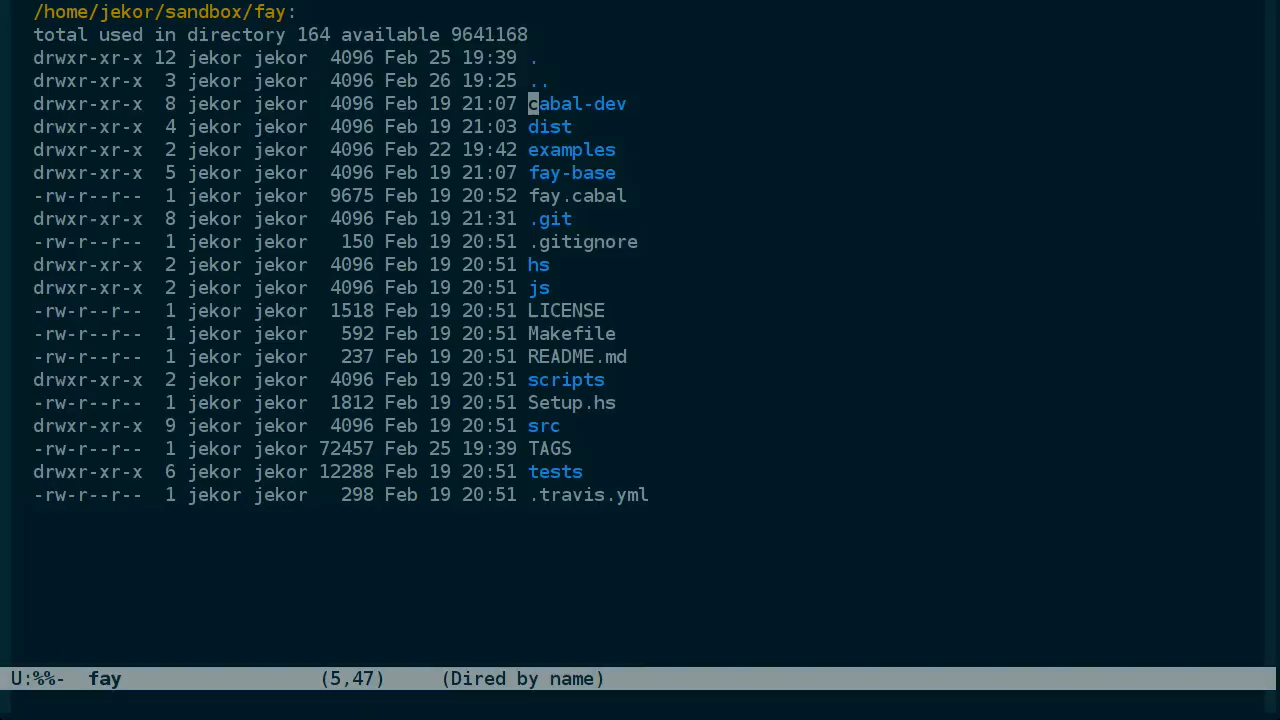 /home/jekor/sandbox/fay:
total used in directory 164 available 9641168
drwxr-xr-x 12 jekor jekor  4096 Feb 25 19:39 .
drwxr-xr-x  3 jekor jekor  4096 Feb 26 19:25 ..
drwxr-xr-x  8 jekor jekor  4096 Feb 19 21:07 cabal-dev
drwxr-xr-x  4 jekor jekor  4096 Feb 19 21:03 dist
drwxr-xr-x  2 jekor jekor  4096 Feb 22 19:42 examples
drwxr-xr-x  5 jekor jekor  4096 Feb 19 21:07 fay-base
-rw-r--r--  1 jekor jekor  9675 Feb 19 20:52 fay.cabal
drwxr-xr-x  8 jekor jekor  4096 Feb 19 21:31 .git
-rw-r--r--  1 jekor jekor   150 Feb 19 20:51 .gitignore
drwxr-xr-x  2 jekor jekor  4096 Feb 19 20:51 hs
drwxr-xr-x  2 jekor jekor  4096 Feb 19 20:51 js
-rw-r--r--  1 jekor jekor  1518 Feb 19 20:51 LICENSE
-rw-r--r--  1 jekor jekor   592 Feb 19 20:51 Makefile
-rw-r--r--  1 jekor jekor   237 Feb 19 20:51 README.md
drwxr-xr-x  2 jekor jekor  4096 Feb 19 20:51 scripts
-rw-r--r--  1 jekor jekor  1812 Feb 19 20:51 Setup.hs
drwxr-xr-x  9 jekor jekor  4096 Feb 19 20:51 src
-rw-r--r--  1 jekor jekor 72457 Feb 25 19:39 TAGS
drwxr-xr-x  6 jekor jekor 12288 Feb 19 20:51 tests
-rw-r--r--  1 jekor jekor   298 Feb 19 20:51 .travis.yml
U:%%-  fay                  (5,47)     (Dired by name)